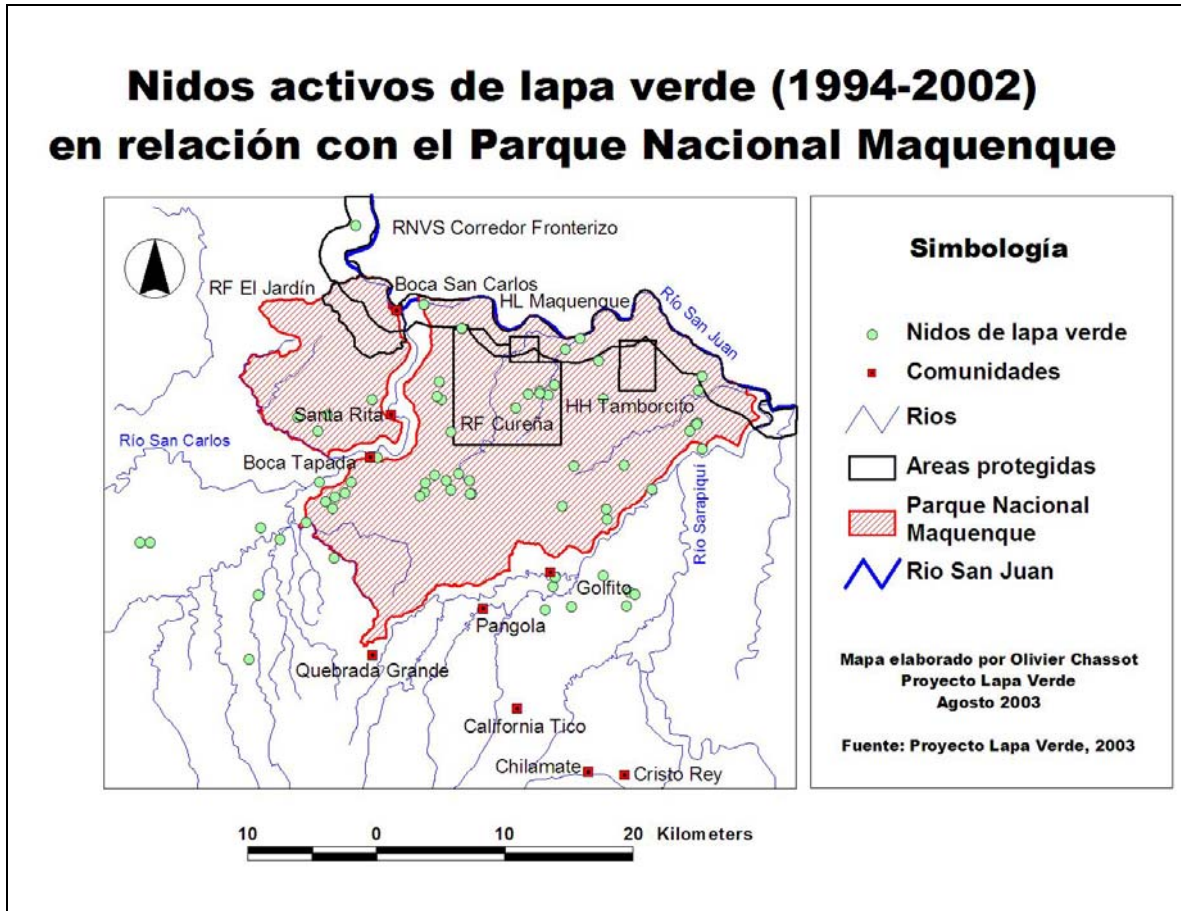 Nidos activos de lapa verde (1994-2002)
en relación con el Parque Nacional Maquenque
RNVS Corredor Fronterizo
RF El Jardín
Boca San Carlos
HL Maquenque
Río San Juan
Santa Rita
HH Tamborcito
RF Cureña
Río San Carlos
Boca Tapada
Río Sarapiquí
Golfito
Pangola
Quebrada Grande
California Tico
Chilamate
Cristo Rey
10 0 10 20 Kilometers
Simbología
Nidos de lapa verde
Comunidades
Rios
Areas protegidas
Parque Nacional
Maquenque
Rio San Juan
Mapa elaborado por Olivier Chassot
Proyecto Lapa Verde
Agosto 2003
Fuente: Proyecto Lapa Verde, 2003